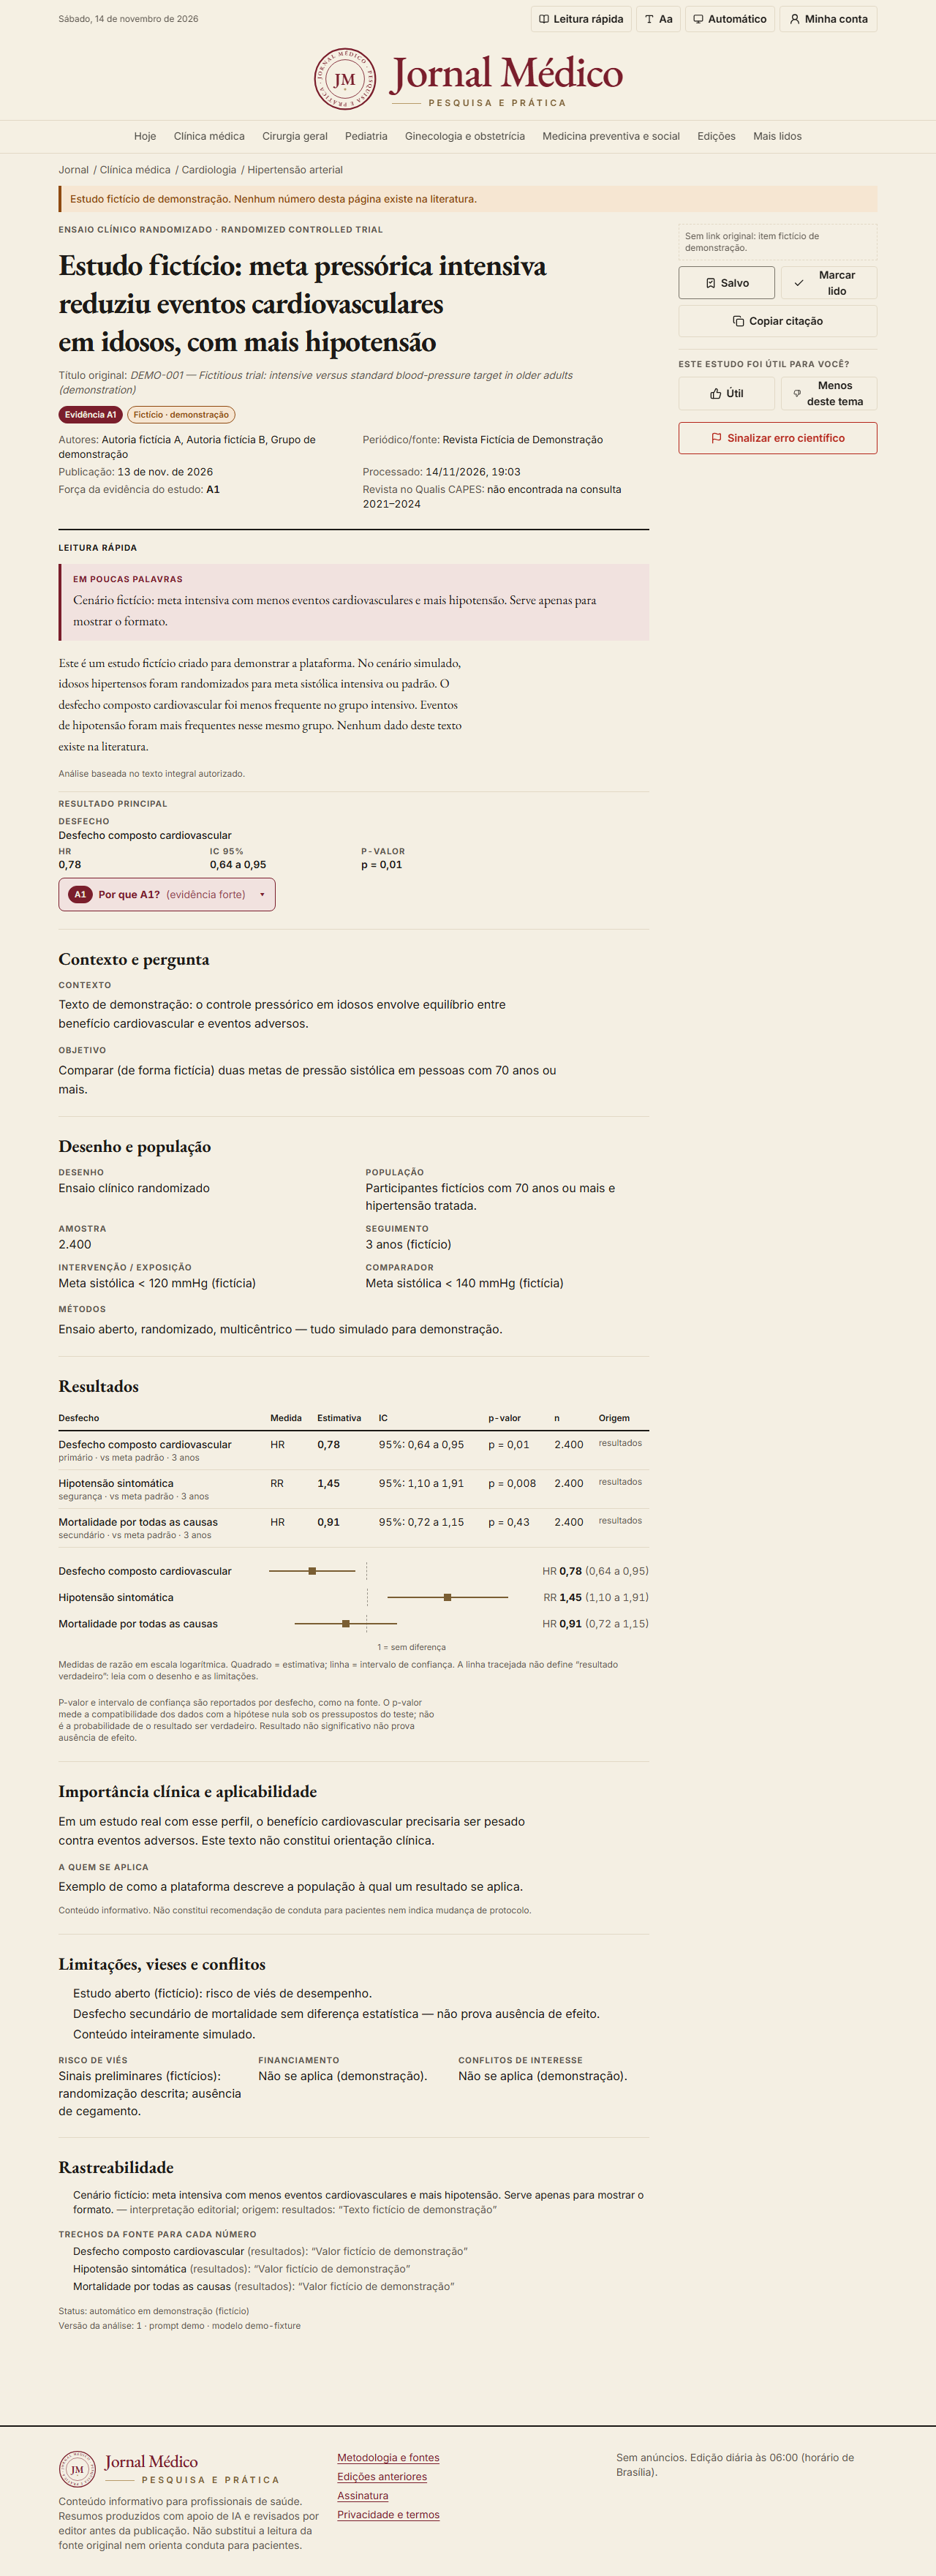 Sábado, 14 de novembro de 2026
Leitura rápida
Aa
Automático
Minha conta
JM
Jornal Médico
PESQUISA E PRÁTICA
Hoje
Clínica médica
Cirurgia geral
Pediatria
Ginecologia e obstetrícia
Medicina preventiva e social
Edições
Mais lidos
Jornal / Clínica médica / Cardiologia / Hipertensão arterial
Estudo fictício de demonstração. Nenhum número desta página existe na literatura.
ENSAIO CLÍNICO RANDOMIZADO · RANDOMIZED CONTROLLED TRIAL
Estudo fictício: meta pressórica intensiva
reduziu eventos cardiovasculares
em idosos, com mais hipotensão
Título original: DEMO-001 — Fictitious trial: intensive versus standard blood-pressure target in older adults
(demonstration)
Evidência A1
Fictício · demonstração
Autores: Autoria fictícia A, Autoria fictícia B, Grupo de
demonstração
Periódico/fonte: Revista Fictícia de Demonstração
Publicação: 13 de nov. de 2026
Processado: 14/11/2026, 19:03
Força da evidência do estudo: A1
Revista no Qualis CAPES: não encontrada na consulta
2021–2024
Sem link original: item fictício de
demonstração.
Salvo
Marcar
lido
Copiar citação
ESTE ESTUDO FOI ÚTIL PARA VOCÊ?
Útil
Menos
deste tema
Sinalizar erro científico
LEITURA RÁPIDA
EM POUCAS PALAVRAS
Cenário fictício: meta intensiva com menos eventos cardiovasculares e mais hipotensão. Serve apenas para
mostrar o formato.
Este é um estudo fictício criado para demonstrar a plataforma. No cenário simulado,
idosos hipertensos foram randomizados para meta sistólica intensiva ou padrão. O
desfecho composto cardiovascular foi menos frequente no grupo intensivo. Eventos
de hipotensão foram mais frequentes nesse mesmo grupo. Nenhum dado deste texto
existe na literatura.
Análise baseada no texto integral autorizado.
RESULTADO PRINCIPAL
DESFECHO
Desfecho composto cardiovascular
HR
IC 95%
P-VALOR
0,78
0,64 a 0,95
p = 0,01
A1 Por que A1? (evidência forte)
Contexto e pergunta
CONTEXTO
Texto de demonstração: o controle pressórico em idosos envolve equilíbrio entre
benefício cardiovascular e eventos adversos.
OBJETIVO
Comparar (de forma fictícia) duas metas de pressão sistólica em pessoas com 70 anos ou
mais.
Desenho e população
DESENHO
Ensaio clínico randomizado
POPULAÇÃO
Participantes fictícios com 70 anos ou mais e
hipertensão tratada.
AMOSTRA
2.400
SEGUIMENTO
3 anos (fictício)
INTERVENÇÃO / EXPOSIÇÃO
Meta sistólica < 120 mmHg (fictícia)
COMPARADOR
Meta sistólica < 140 mmHg (fictícia)
MÉTODOS
Ensaio aberto, randomizado, multicêntrico — tudo simulado para demonstração.
Resultados
Desfecho Medida Estimativa IC p-valor n Origem
Desfecho composto cardiovascular HR 0,78 95%: 0,64 a 0,95 p = 0,01 2.400 resultados
primário · vs meta padrão · 3 anos
Hipotensão sintomática RR 1,45 95%: 1,10 a 1,91 p = 0,008 2.400 resultados
segurança · vs meta padrão · 3 anos
Mortalidade por todas as causas HR 0,91 95%: 0,72 a 1,15 p = 0,43 2.400 resultados
secundário · vs meta padrão · 3 anos
Desfecho composto cardiovascular HR 0,78 (0,64 a 0,95)
Hipotensão sintomática RR 1,45 (1,10 a 1,91)
Mortalidade por todas as causas HR 0,91 (0,72 a 1,15)
1 = sem diferença
Medidas de razão em escala logarítmica. Quadrado = estimativa; linha = intervalo de confiança. A linha tracejada não define “resultado
verdadeiro”: leia com o desenho e as limitações.
P-valor e intervalo de confiança são reportados por desfecho, como na fonte. O p-valor
mede a compatibilidade dos dados com a hipótese nula sob os pressupostos do teste; não
é a probabilidade de o resultado ser verdadeiro. Resultado não significativo não prova
ausência de efeito.
Importância clínica e aplicabilidade
Em um estudo real com esse perfil, o benefício cardiovascular precisaria ser pesado
contra eventos adversos. Este texto não constitui orientação clínica.
A QUEM SE APLICA
Exemplo de como a plataforma descreve a população à qual um resultado se aplica.
Conteúdo informativo. Não constitui recomendação de conduta para pacientes nem indica mudança de protocolo.
Limitações, vieses e conflitos
Estudo aberto (fictício): risco de viés de desempenho.
Desfecho secundário de mortalidade sem diferença estatística — não prova ausência de efeito.
Conteúdo inteiramente simulado.
RISCO DE VIÉS
Sinais preliminares (fictícios):
randomização descrita; ausência
de cegamento.
FINANCIAMENTO
Não se aplica (demonstração).
CONFLITOS DE INTERESSE
Não se aplica (demonstração).
Rastreabilidade
Cenário fictício: meta intensiva com menos eventos cardiovasculares e mais hipotensão. Serve apenas para mostrar o
formato. — interpretação editorial; origem: resultados: “Texto fictício de demonstração”
TRECHOS DA FONTE PARA CADA NÚMERO
Desfecho composto cardiovascular (resultados): “Valor fictício de demonstração”
Hipotensão sintomática (resultados): “Valor fictício de demonstração”
Mortalidade por todas as causas (resultados): “Valor fictício de demonstração”
Status: automático em demonstração (fictício)
Versão da análise: 1 · prompt demo · modelo demo-fixture
JM
Jornal Médico
PESQUISA E PRÁTICA
Conteúdo informativo para profissionais de saúde.
Resumos produzidos com apoio de IA e revisados por
editor antes da publicação. Não substitui a leitura da
fonte original nem orienta conduta para pacientes.
Metodologia e fontes
Edições anteriores
Assinatura
Privacidade e termos
Sem anúncios. Edição diária às 06:00 (horário de
Brasília).